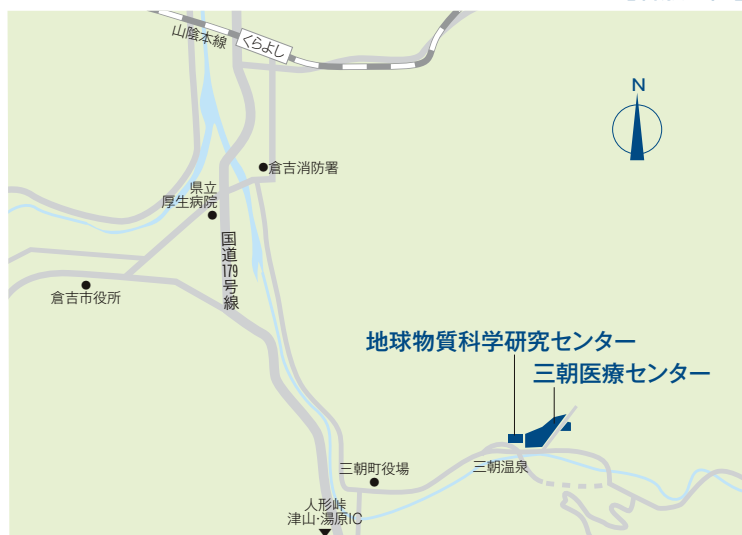 山陰本線
くらよし
N
倉吉消防署
県立
厚生病院
国道179号線
倉吉市役所
地球物質科学研究センター
三朝医療センター
三朝町役場
三朝温泉
人形峠
津山・湯原IC